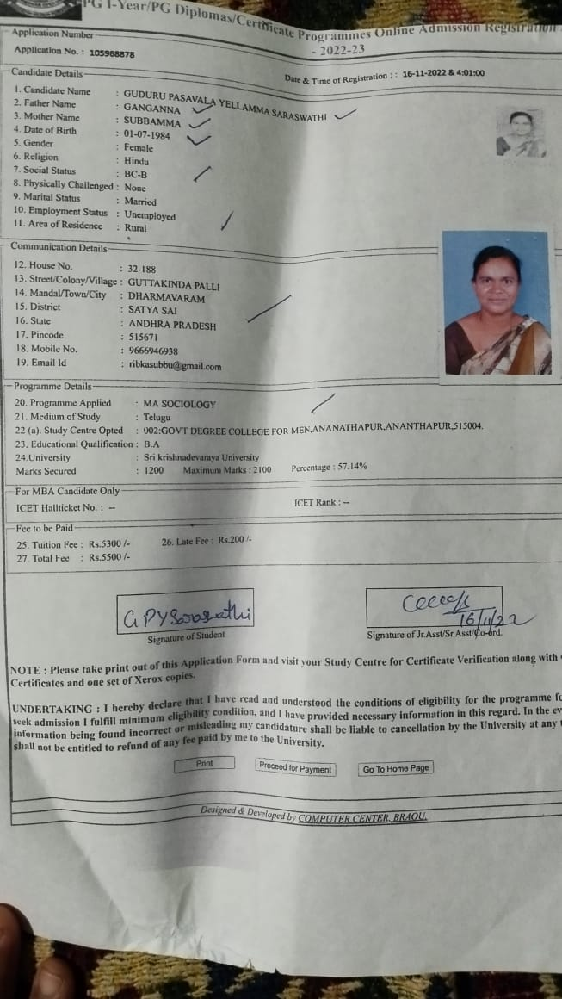 PG I-Year/PG Diplomas/Certificate Programmes Online Admission Registration
- 2022-23
Application Number
Application No. : 105968878
Date & Time of Registration : : 16-11-2022 & 4:01:00
Candidate Details
1. Candidate Name : GUDURU PASAVALA YELLAMMA SARASWATHI
2. Father Name : GANGANNA
3. Mother Name : SUBBAMMA
4. Date of Birth : 01-07-1984
5. Gender : Female
6. Religion : Hindu
7. Social Status : BC-B
8. Physically Challenged : None
9. Marital Status : Married
10. Employment Status : Unemployed
11. Area of Residence : Rural
Communication Details
12. House No. : 32-188
13. Street/Colony/Village : GUTTAKINDA PALLI
14. Mandal/Town/City : DHARMAVARAM
15. District : SATYA SAI
16. State : ANDHRA PRADESH
17. Pincode : 515671
18. Mobile No. : 9666946938
19. Email Id : ribkasubbu@gmail.com
Programme Details
20. Programme Applied : MA SOCIOLOGY
21. Medium of Study : Telugu
22 (a). Study Centre Opted : 002:GOVT DEGREE COLLEGE FOR MEN,ANANATHAPUR,ANANTHAPUR,515004.
23. Educational Qualification : B.A
24.University : Sri krishnadevaraya University
Marks Secured : 1200 Maximum Marks : 2100 Percentage : 57.14%
For MBA Candidate Only
ICET Hallticket No. : -- ICET Rank : --
Fee to be Paid
25. Tuition Fee : Rs.5300 /- 26. Late Fee : Rs.200 /-
27. Total Fee : Rs.5500 /-
G P Y Saraswathi
16/11/22
Signature of Student Signature of Jr.Asst/Sr.Asst/Co-ord.
NOTE : Please take print out of this Application Form and visit your Study Centre for Certificate Verification along with
Certificates and one set of Xerox copies.
UNDERTAKING : I hereby declare that I have read and understood the conditions of eligibility for the programme
seek admission I fulfill minimum eligibility condition, and I have provided necessary information in this regard. In the
information being found incorrect or misleading my candidature shall be liable to cancellation by the University at any
shall not be entitled to refund of any fee paid by me to the University.
Print Proceed for Payment Go To Home Page
Designed & Developed by COMPUTER CENTER, BRAOU.